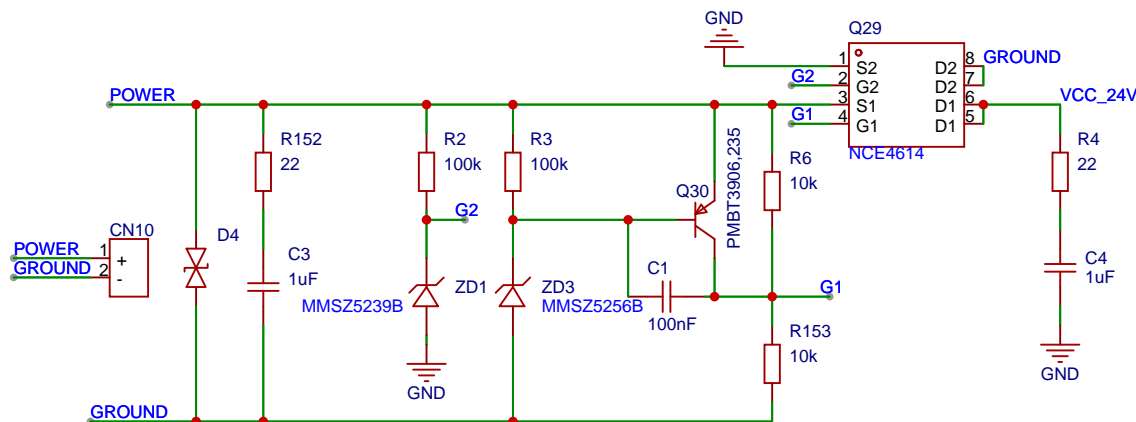 GND
Q29
1
S2
D2
8
GROUND
G2
2
G2
D2
7
POWER
3
S1
D1
6
VCC_24V
G1
4
G1
D1
5
NCE4614
R152
22
R2
100k
R3
100k
R6
10k
R4
22
Q30
PMBT3906,235
G2
CN10
POWER
1
+
GROUND
2
-
D4
C3
1uF
ZD1
MMSZ5239B
ZD3
MMSZ5256B
C1
100nF
G1
C4
1uF
R153
10k
GND
GND
GROUND